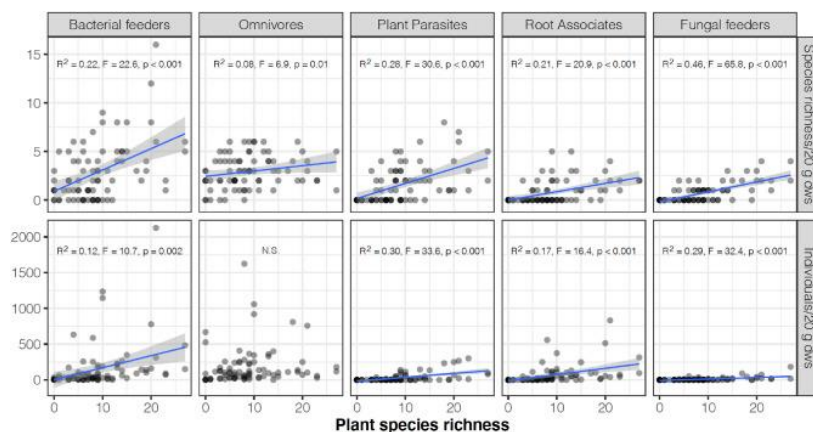 Bacterial feeders
Omnivores
Plant Parasites
Root Associates
Fungal feeders
R² = 0.22, F = 22.6, p < 0.001
R² = 0.08, F = 6.9, p = 0.01
R² = 0.28, F = 30.6, p < 0.001
R² = 0.21, F = 20.9, p < 0.001
R² = 0.46, F = 65.8, p < 0.001
15
10
5
0
Species richness/20 g dws
R² = 0.12, F = 10.7, p = 0.002
N.S.
R² = 0.30, F = 33.6, p < 0.001
R² = 0.17, F = 16.4, p < 0.001
R² = 0.29, F = 32.4, p < 0.001
2000
1500
1000
500
0
Individuals/20 g dws
0 10 20 0 10 20 0 10 20 0 10 20 0 10 20
Plant species richness